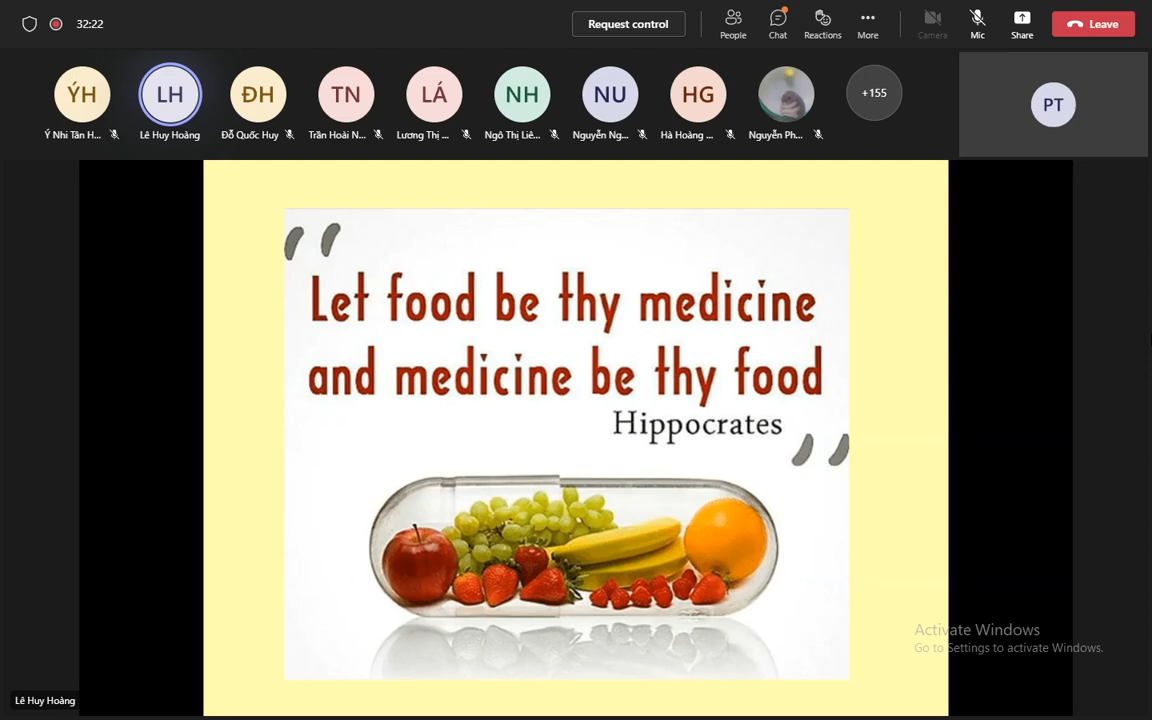 32:22
Request control
People
Chat
Reactions
More
Camera
Mic
Share
Leave
ÝH
LH
ĐH
TN
LÁ
NH
NU
HG
+155
PT
Ý Nhi Tân H...
Lê Huy Hoàng
Đỗ Quốc Huy
Trần Hoài N...
Lương Thị ...
Ngô Thị Liê...
Nguyễn Ng...
Hà Hoàng ...
Nguyễn Ph...
Let food be thy medicine
and medicine be thy food
Hippocrates
Activate Windows
Go to Settings to activate Windows.
Lê Huy Hoàng